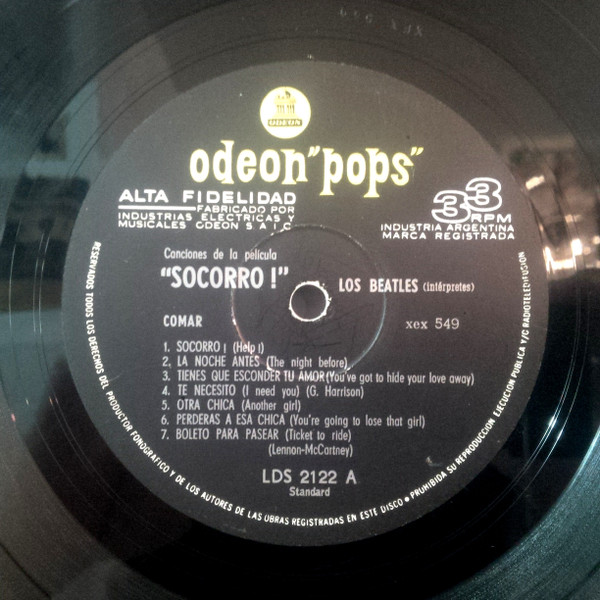 XEX 549
ODEON
odeon "pops"
ALTA FIDELIDAD
FABRICADO POR
INDUSTRIAS ELECTRICAS Y
MUSICALES ODEON S A I C
33 RPM
INDUSTRIA ARGENTINA
MARCA REGISTRADA
Canciones de la película
"SOCORRO !"
LOS BEATLES (intérpretes)
COMAR
xex 549
1. SOCORRO ! (Help !)
2. LA NOCHE ANTES (The night before)
3. TIENES QUE ESCONDER TU AMOR (You've got to hide your love away)
4. TE NECESITO (I need you) (G. Harrison)
5. OTRA CHICA (Another girl)
6. PERDERAS A ESA CHICA (You're going to lose that girl)
7. BOLETO PARA PASEAR (Ticket to ride)
(Lennon-McCartney)
LDS 2122 A
Standard
RESERVADOS TODOS LOS DERECHOS DEL PRODUCTOR FONOGRAFICO Y DE LOS AUTORES DE LAS OBRAS REGISTRADAS EN ESTE DISCO • PROHIBIDA SU REPRODUCCION EJECUCION PUBLICA Y/O RADIOTELEDIFUSION